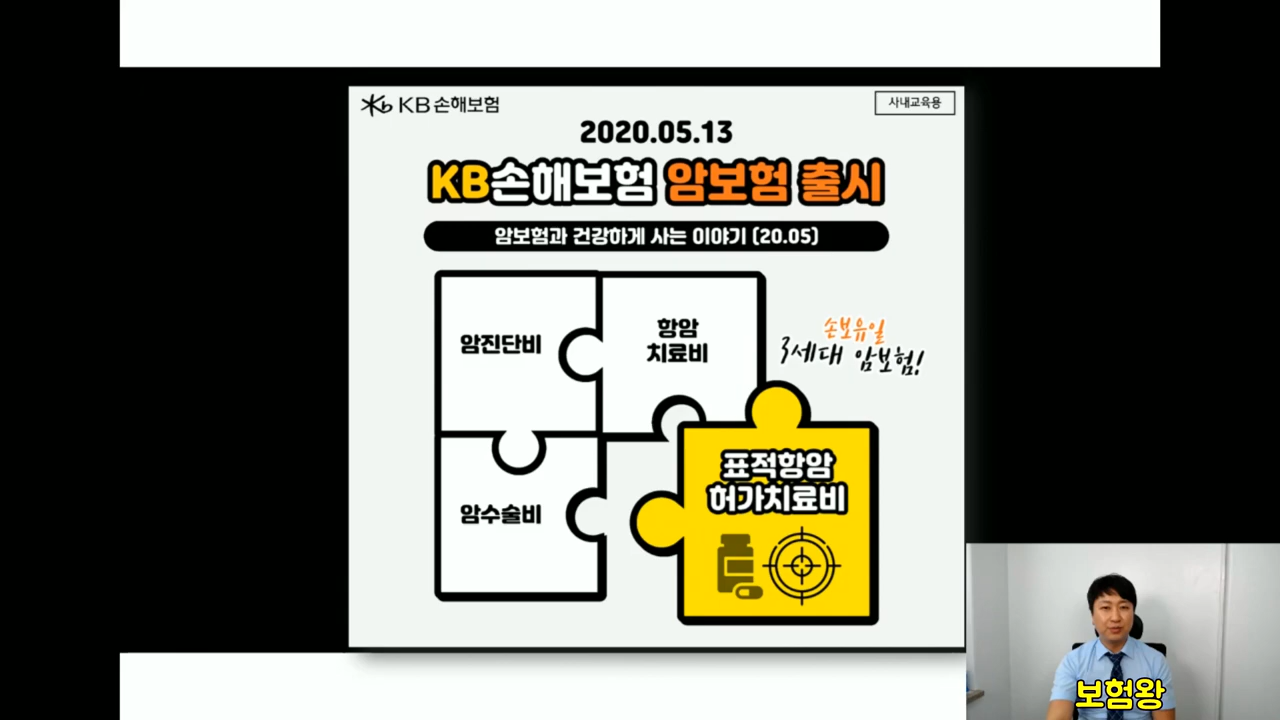 KB 손해보험
사내교육용
2020.05.13
KB손해보험 암보험 출시
암보험과 건강하게 사는 이야기 (20.05)
암진단비
항암
치료비
손보유일
3세대 암보험!
표적항암
허가치료비
암수술비
보험왕